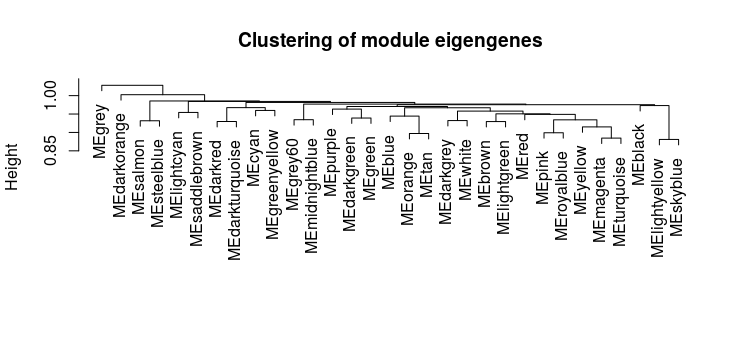 Clustering of module eigengenes
Height
1.00
0.85
MEgrey
MEdarkorange
MEsalmon
MEsteelblue
MElightcyan
MEsaddlebrown
MEdarkred
MEdarkturquoise
MEcyan
MEgreenyellow
MEgrey60
MEmidnightblue
MEpurple
MEdarkgreen
MEgreen
MEblue
MEorange
MEtan
MEdarkgrey
MEwhite
MEbrown
MElightgreen
MEred
MEpink
MEroyalblue
MEyellow
MEmagenta
MEturquoise
MEblack
MElightyellow
MEskyblue